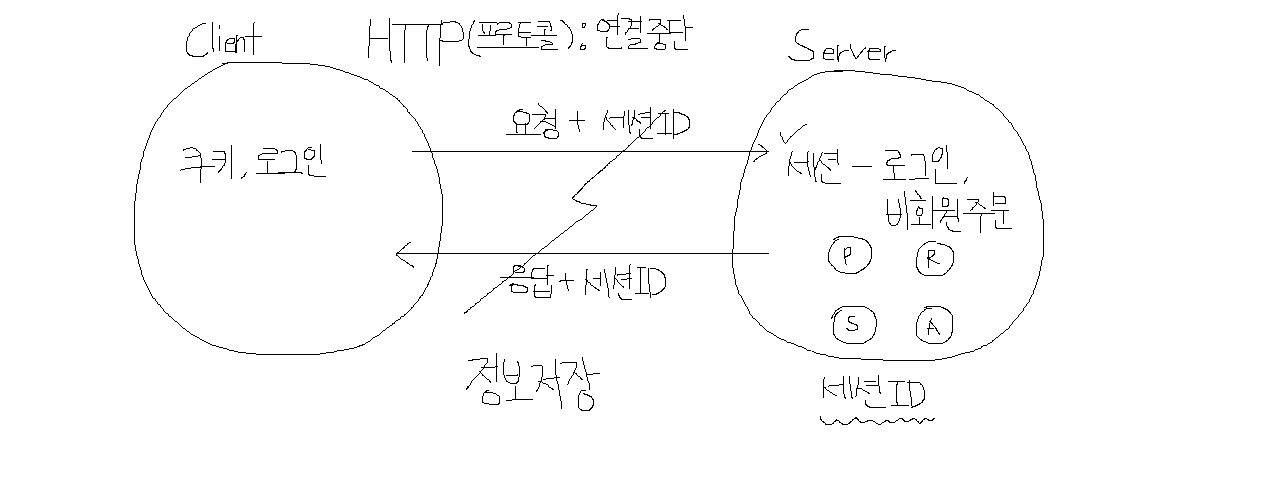 Client
HTTP(프로토콜): 연결중단
Server
요청 + 세션ID
쿠키, 로그인
세션 - 로그인,
비회원주문
P R
응답 + 세션ID
S A
정보저장
세션ID